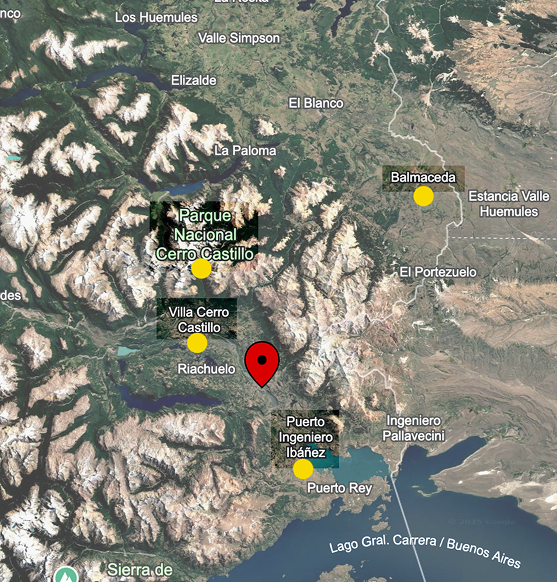 La
Los Huemules
Valle Simpson
Elizalde
El Blanco
La Paloma
Balmaceda
Estancia Valle
Huemules
Parque
Nacional
Cerro Castillo
El Portezuelo
des
Villa Cerro
Castillo
Riachuelo
Puerto
Ingeniero
Ibáñez
Ingeniero
Pallavecini
Puerto Rey
Lago Gral. Carrera / Buenos Aires
Sierra de